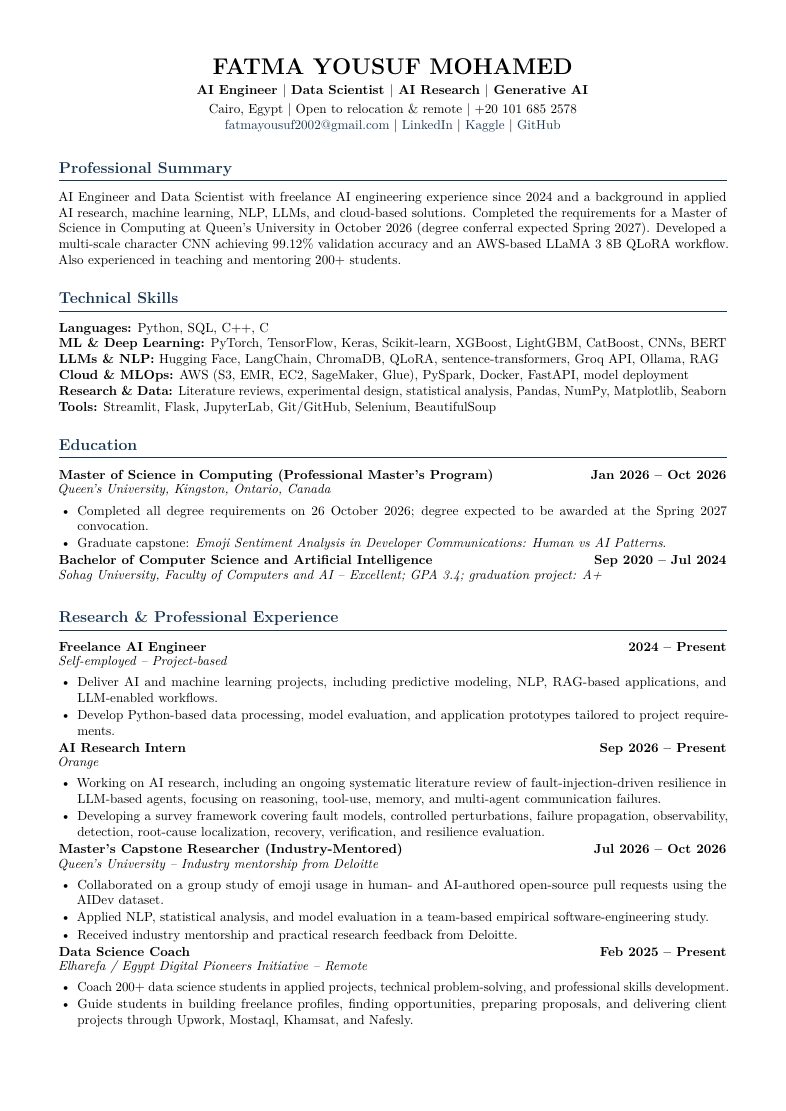 FATMA YOUSUF MOHAMED
AI Engineer | Data Scientist | AI Research | Generative AI
Cairo, Egypt | Open to relocation & remote | +20 101 685 2578
fatmayousuf2002@gmail.com | LinkedIn | Kaggle | GitHub
Professional Summary
AI Engineer and Data Scientist with freelance AI engineering experience since 2024 and a background in applied
AI research, machine learning, NLP, LLMs, and cloud-based solutions. Completed the requirements for a Master of
Science in Computing at Queen's University in October 2026 (degree conferral expected Spring 2027). Developed a
multi-scale character CNN achieving 99.12% validation accuracy and an AWS-based LLaMA 3 8B QLoRA workflow.
Also experienced in teaching and mentoring 200+ students.
Technical Skills
Languages: Python, SQL, C++, C
ML & Deep Learning: PyTorch, TensorFlow, Keras, Scikit-learn, XGBoost, LightGBM, CatBoost, CNNs, BERT
LLMs & NLP: Hugging Face, LangChain, ChromaDB, QLoRA, sentence-transformers, Groq API, Ollama, RAG
Cloud & MLOps: AWS (S3, EMR, EC2, SageMaker, Glue), PySpark, Docker, FastAPI, model deployment
Research & Data: Literature reviews, experimental design, statistical analysis, Pandas, NumPy, Matplotlib, Seaborn
Tools: Streamlit, Flask, JupyterLab, Git/GitHub, Selenium, BeautifulSoup
Education
Master of Science in Computing (Professional Master's Program) Jan 2026 – Oct 2026
Queen's University, Kingston, Ontario, Canada
• Completed all degree requirements on 26 October 2026; degree expected to be awarded at the Spring 2027
convocation.
• Graduate capstone: Emoji Sentiment Analysis in Developer Communications: Human vs AI Patterns.
Bachelor of Computer Science and Artificial Intelligence Sep 2020 – Jul 2024
Sohag University, Faculty of Computers and AI – Excellent; GPA 3.4; graduation project: A+
Research & Professional Experience
Freelance AI Engineer 2024 – Present
Self-employed – Project-based
• Deliver AI and machine learning projects, including predictive modeling, NLP, RAG-based applications, and
LLM-enabled workflows.
• Develop Python-based data processing, model evaluation, and application prototypes tailored to project require-
ments.
AI Research Intern Sep 2026 – Present
Orange
• Working on AI research, including an ongoing systematic literature review of fault-injection-driven resilience in
LLM-based agents, focusing on reasoning, tool-use, memory, and multi-agent communication failures.
• Developing a survey framework covering fault models, controlled perturbations, failure propagation, observability,
detection, root-cause localization, recovery, verification, and resilience evaluation.
Master's Capstone Researcher (Industry-Mentored) Jul 2026 – Oct 2026
Queen's University – Industry mentorship from Deloitte
• Collaborated on a group study of emoji usage in human- and AI-authored open-source pull requests using the
AIDev dataset.
• Applied NLP, statistical analysis, and model evaluation in a team-based empirical software-engineering study.
• Received industry mentorship and practical research feedback from Deloitte.
Data Science Coach Feb 2025 – Present
Elharefa / Egypt Digital Pioneers Initiative – Remote
• Coach 200+ data science students in applied projects, technical problem-solving, and professional skills development.
• Guide students in building freelance profiles, finding opportunities, preparing proposals, and delivering client
projects through Upwork, Mostaql, Khamsat, and Nafesly.